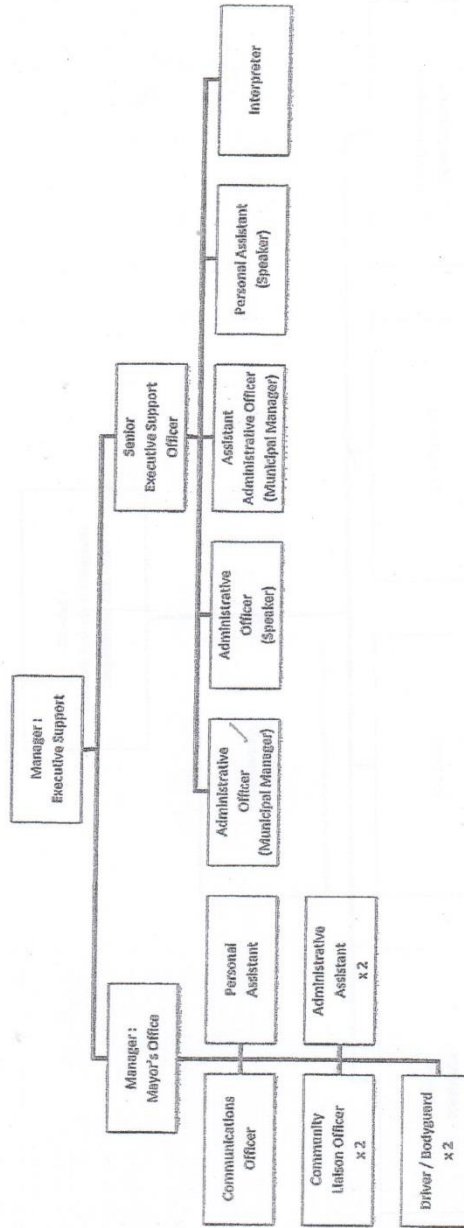 Manager:
Executive Support
Manager:
Mayor's Office
Senior
Executive Support
Officer
Communications
Officer
Personal
Assistant
Community
Liaison Officer
x 2
Administrative
Assistant
x 2
Driver / Bodyguard
x 2
Administrative
Officer
(Municipal Manager)
Administrative
Officer
(Speaker)
Assistant
Administrative Officer
(Municipal Manager)
Personal Assistant
(Speaker)
Interpreter